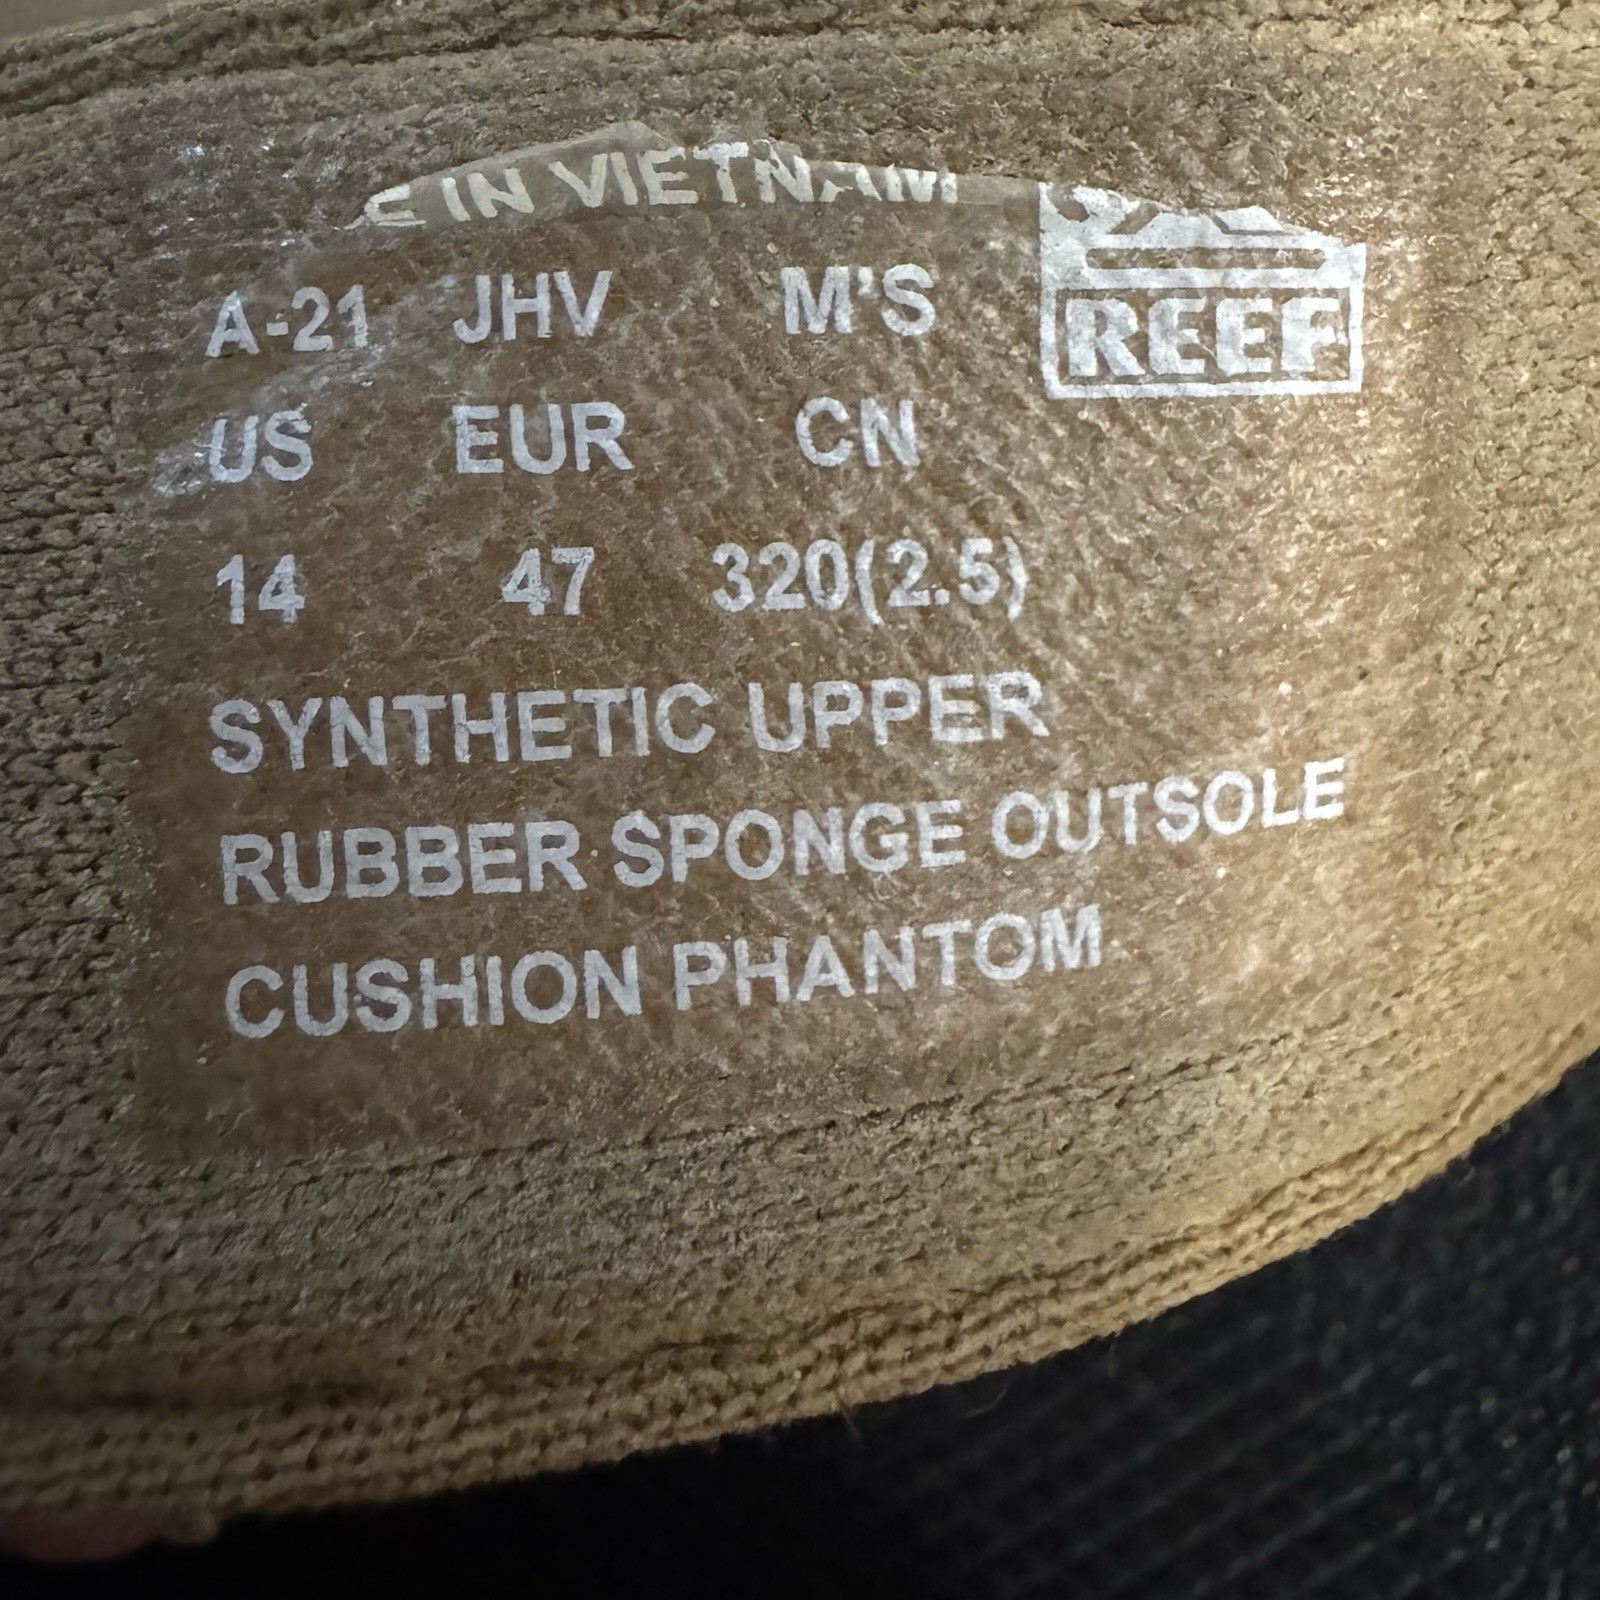 IN VIETNAM
REEF
A-21 JHV M'S
US EUR CN
14 47 320(2.5)
SYNTHETIC UPPER
RUBBER SPONGE OUTSOLE
CUSHION PHANTOM